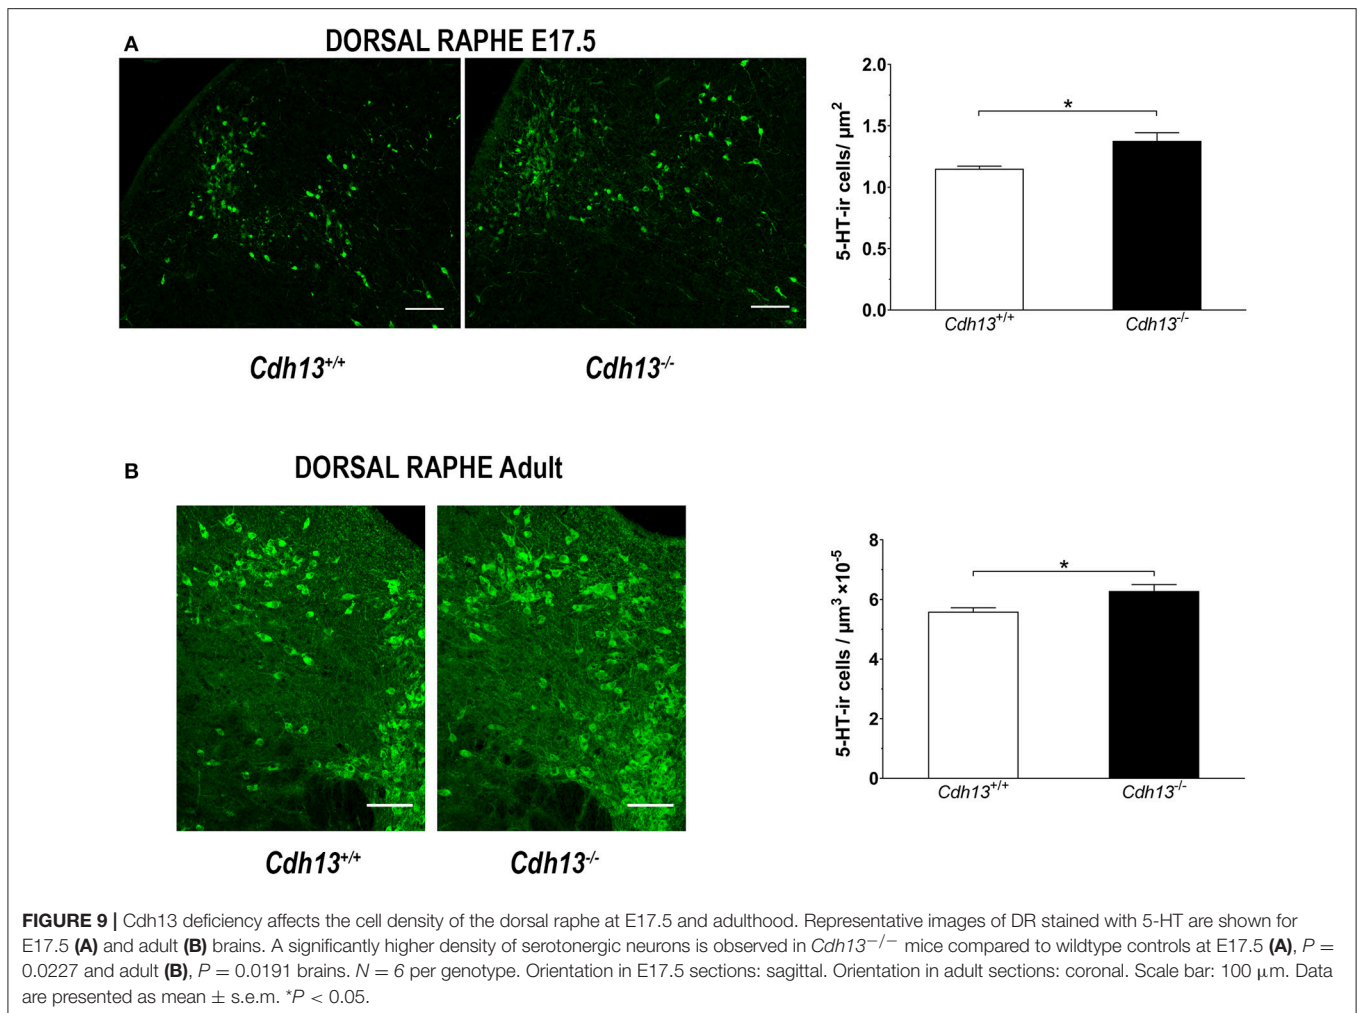 A
DORSAL RAPHE E17.5
Cdh13+/+
Cdh13-/-
5-HT-ir cells/ µm2
2.0
1.5
1.0
0.5
0.0
*
Cdh13+/+
Cdh13-/-
B
DORSAL RAPHE Adult
Cdh13+/+
Cdh13-/-
5-HT-ir cells / µm3 ×10-5
8
6
4
2
0
*
Cdh13+/+
Cdh13-/-
FIGURE 9 | Cdh13 deficiency affects the cell density of the dorsal raphe at E17.5 and adulthood. Representative images of DR stained with 5-HT are shown for
E17.5 (A) and adult (B) brains. A significantly higher density of serotonergic neurons is observed in Cdh13−/− mice compared to wildtype controls at E17.5 (A), P =
0.0227 and adult (B), P = 0.0191 brains. N = 6 per genotype. Orientation in E17.5 sections: sagittal. Orientation in adult sections: coronal. Scale bar: 100 µm. Data
are presented as mean ± s.e.m. *P < 0.05.